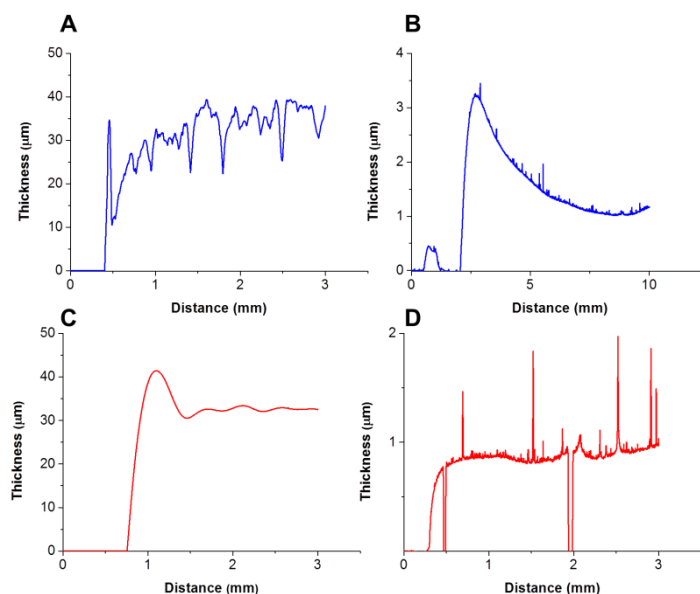 A
Thickness (μm)
50
40
30
20
10
0
0 1 2 3
Distance (mm)
B
Thickness (μm)
4
3
2
1
0
0 5 10
Distance (mm)
C
Thickness (μm)
50
40
30
20
10
0
0 1 2 3
Distance (mm)
D
Thickness (μm)
2
1
0 1 2 3
Distance (mm)